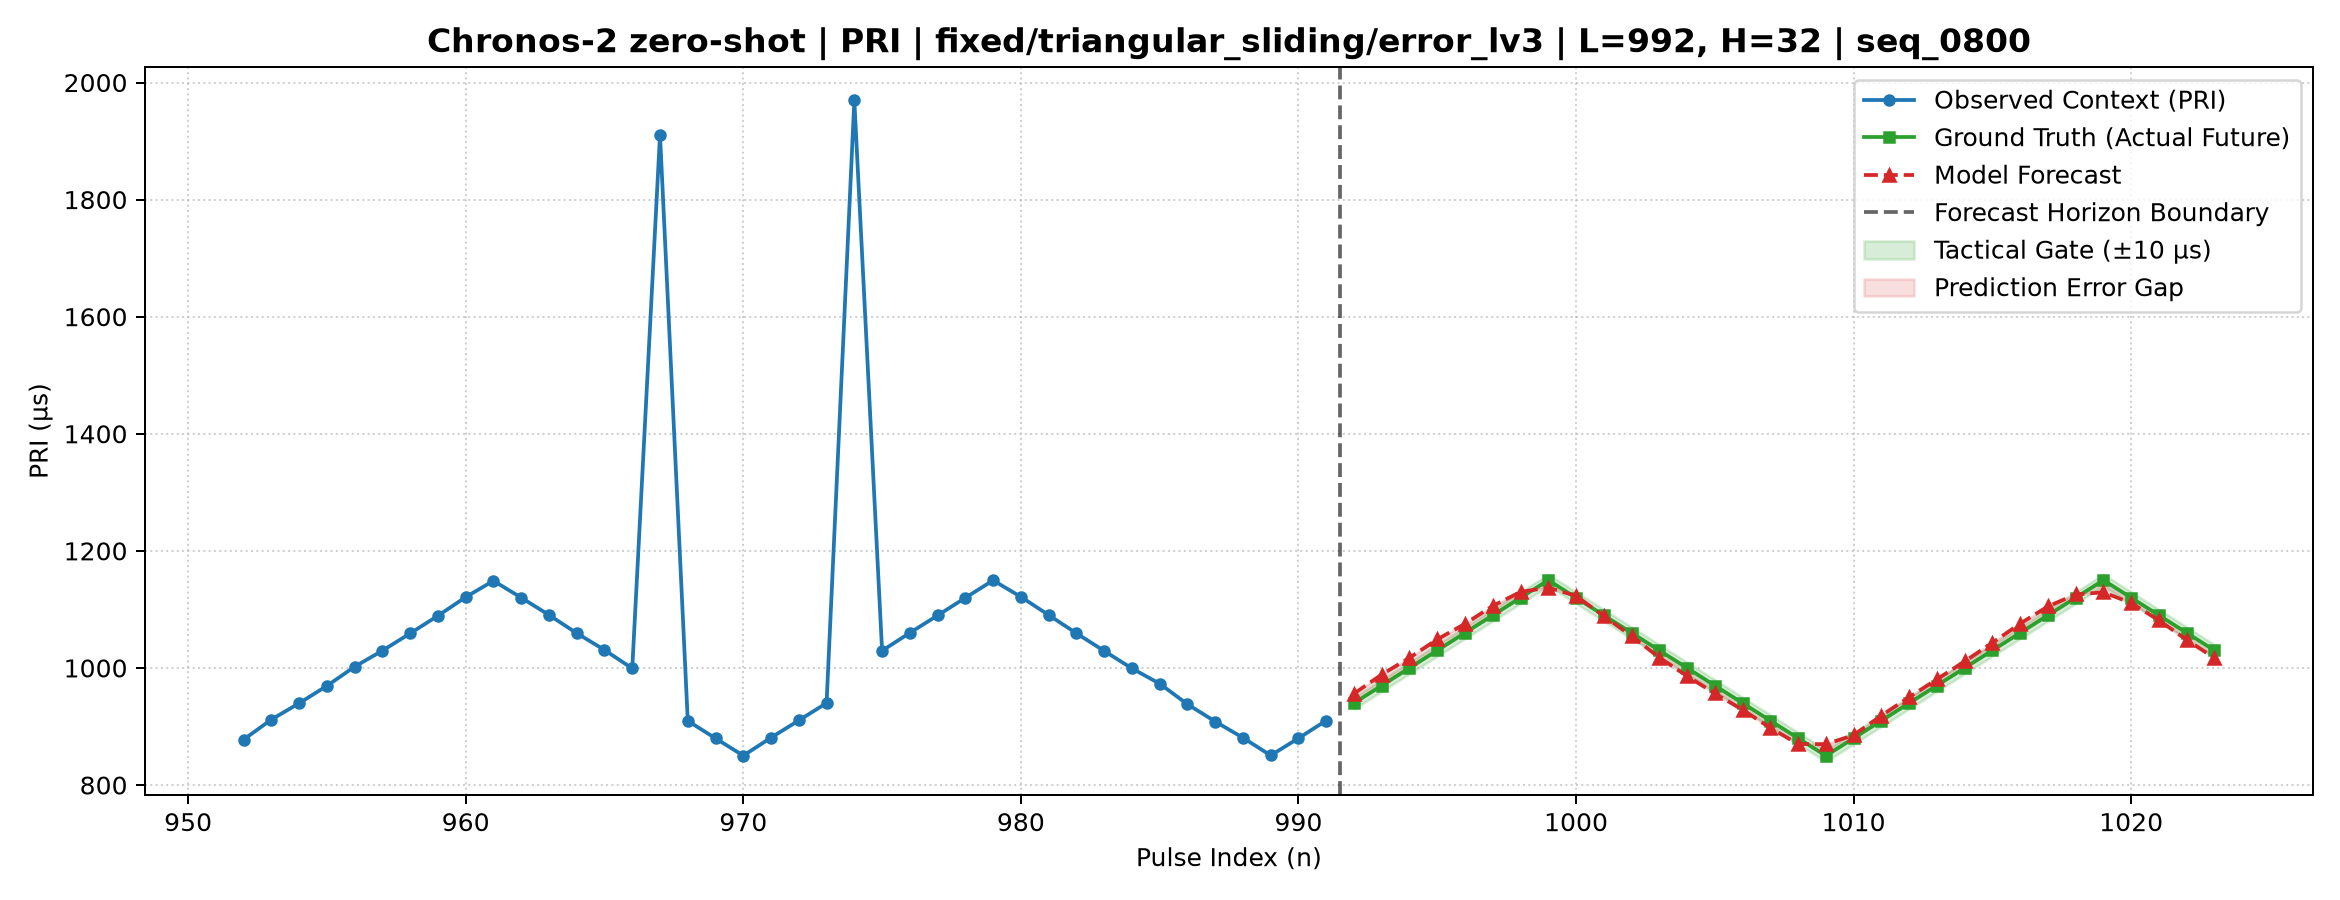 Chronos-2 zero-shot | PRI | fixed/triangular_sliding/error_lv3 | L=992, H=32 | seq_0800
PRI (µs)
2000
1800
1600
1400
1200
1000
800
Observed Context (PRI)
Ground Truth (Actual Future)
Model Forecast
Forecast Horizon Boundary
Tactical Gate (±10 µs)
Prediction Error Gap
950 960 970 980 990 1000 1010 1020
Pulse Index (n)